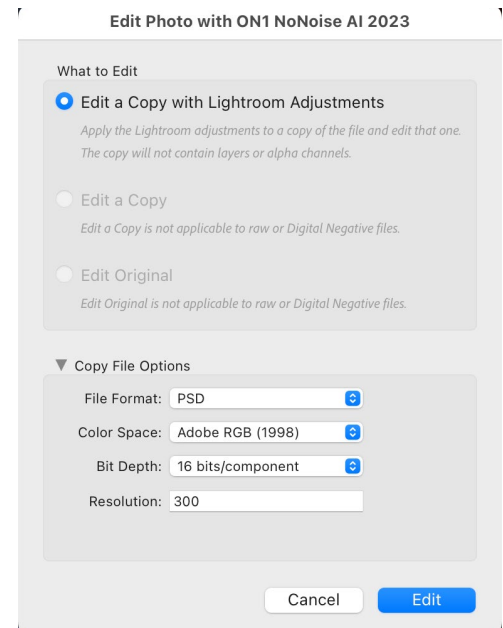 Edit Photo with ON1 NoNoise AI 2023
What to Edit
Edit a Copy with Lightroom Adjustments
Apply the Lightroom adjustments to a copy of the file and edit that one.
The copy will not contain layers or alpha channels.
Edit a Copy
Edit a Copy is not applicable to raw or Digital Negative files.
Edit Original
Edit Original is not applicable to raw or Digital Negative files.
Copy File Options
File Format: PSD
Color Space: Adobe RGB (1998)
Bit Depth: 16 bits/component
Resolution: 300
Cancel Edit